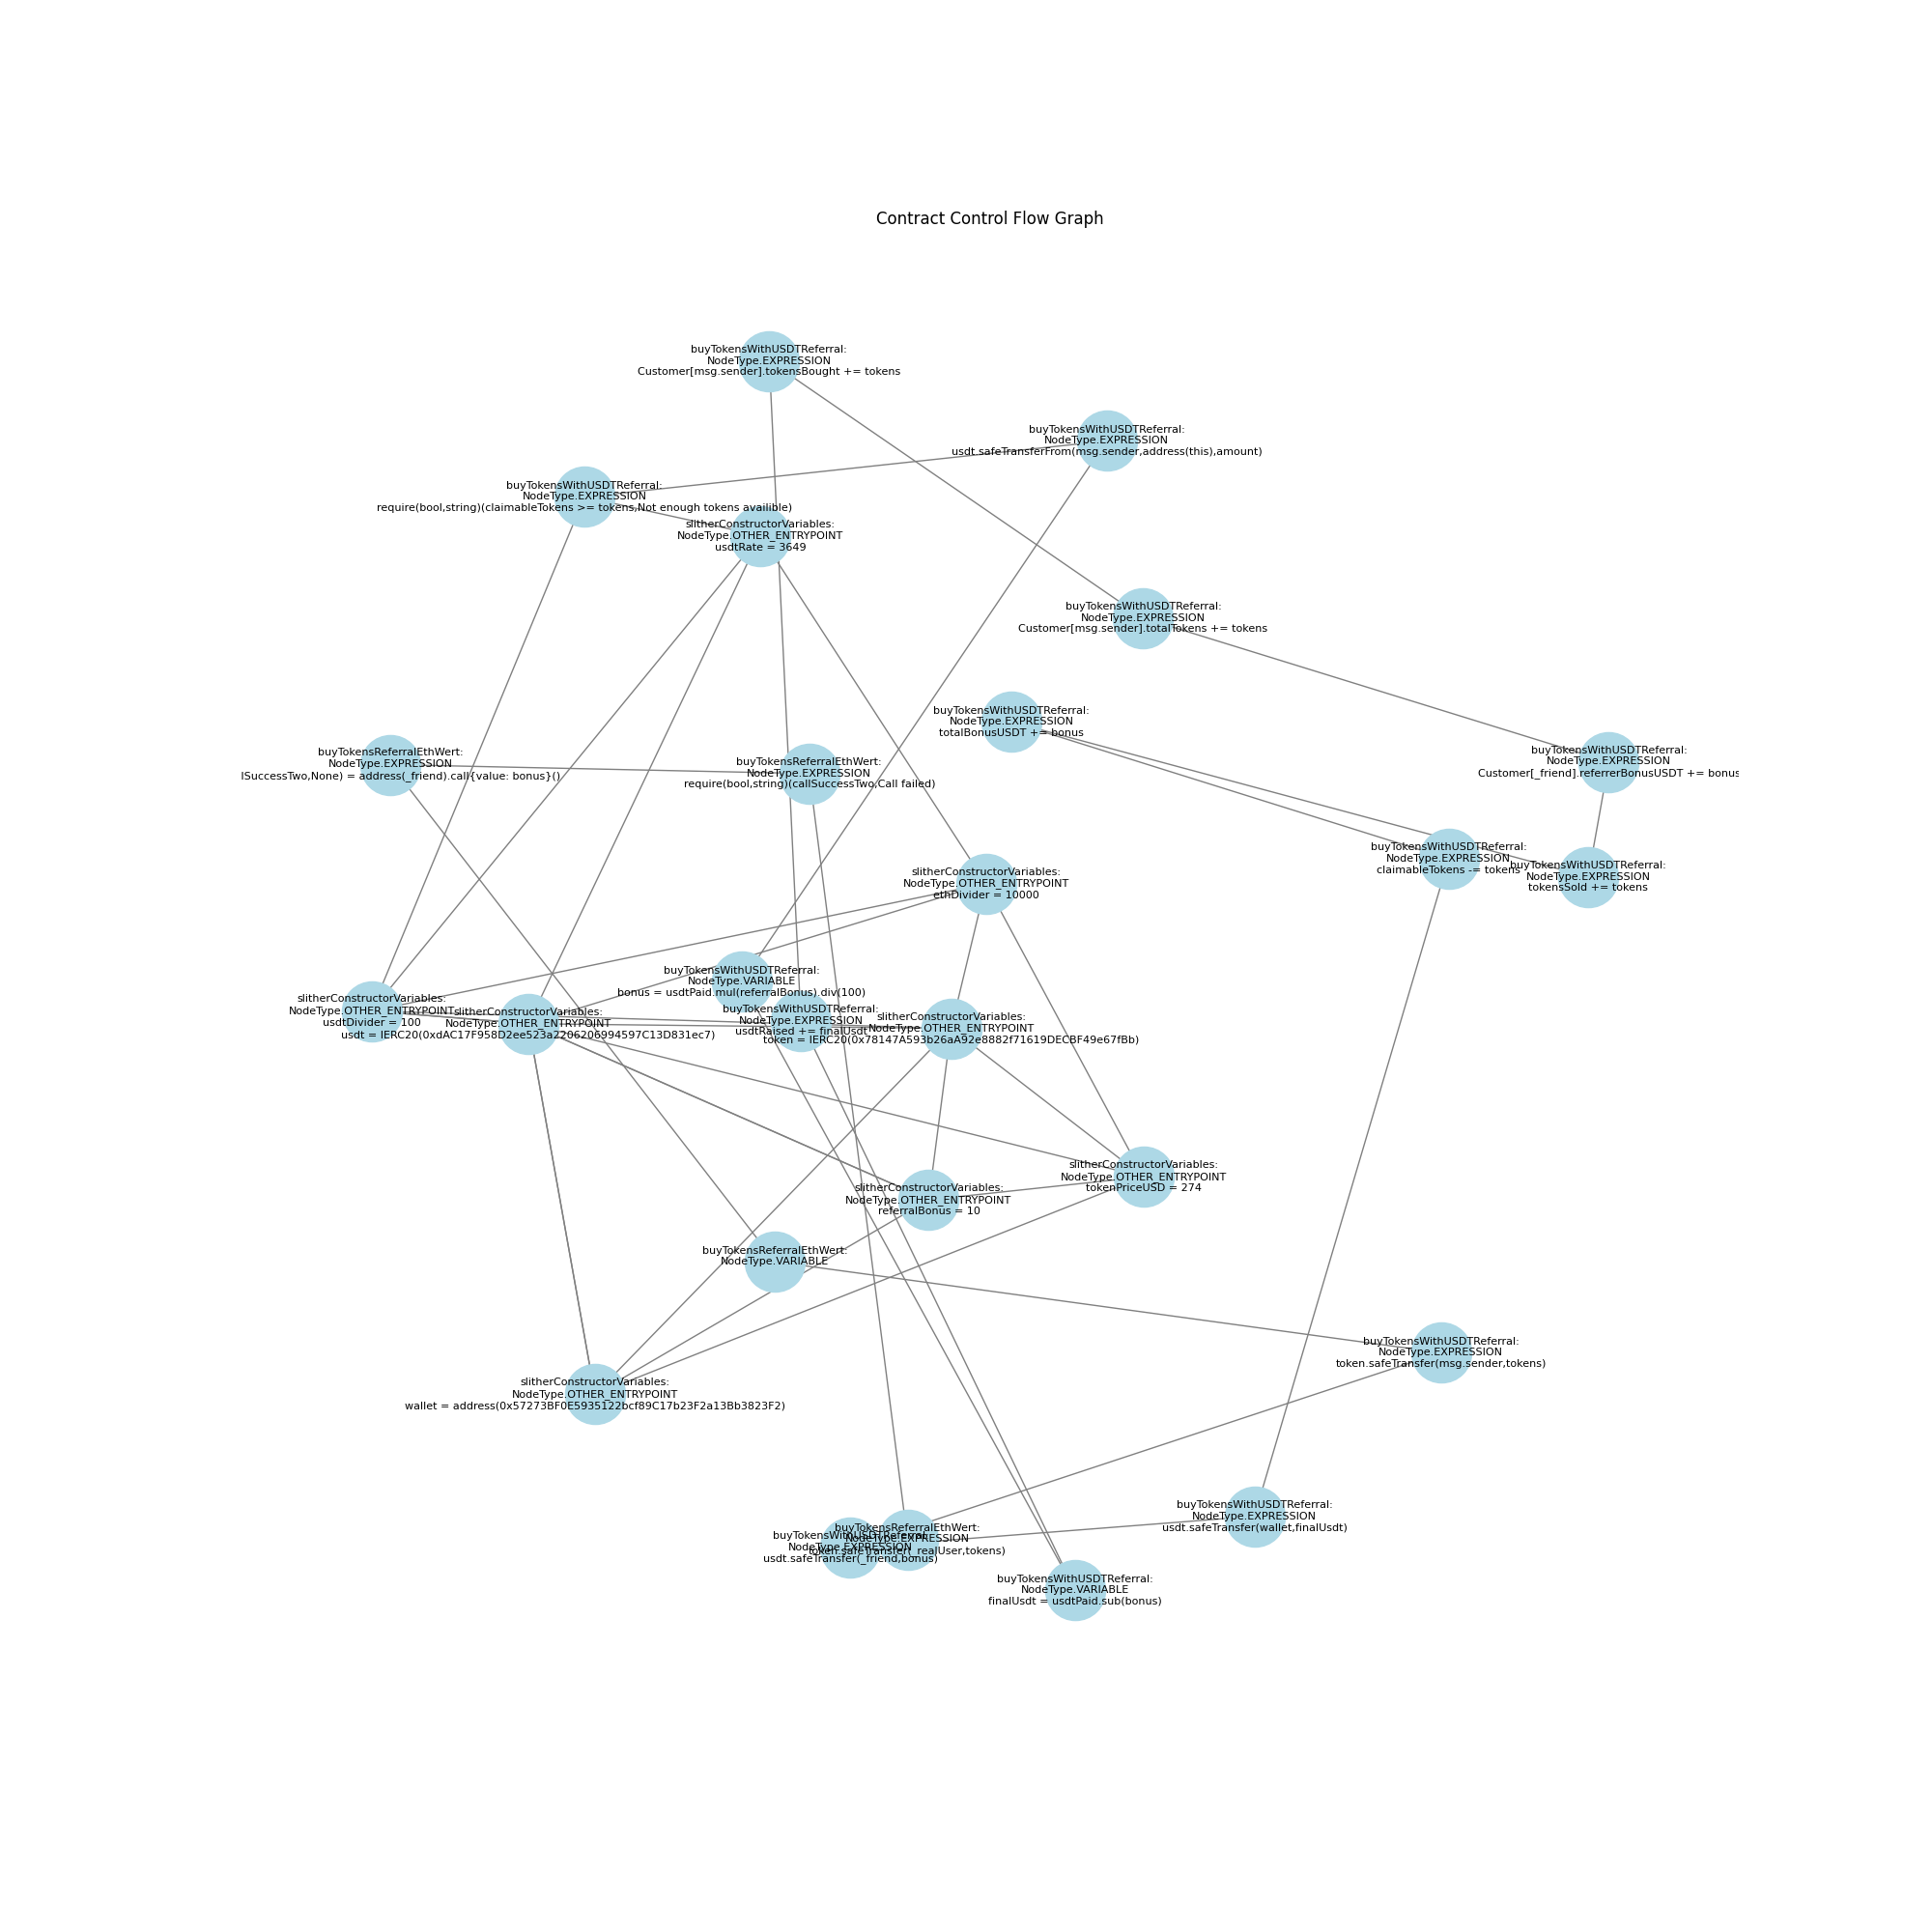 Contract Control Flow Graph
buyTokensWithUSDTReferral:
NodeType.EXPRESSION
Customer[msg.sender].tokensBought += tokens
buyTokensWithUSDTReferral:
NodeType.EXPRESSION
usdt.safeTransferFrom(msg.sender,address(this),amount)
buyTokensWithUSDTReferral:
NodeType.EXPRESSION
require(bool,string)(claimableTokens >= tokens,Not enough tokens availible)
slitherConstructorVariables:
NodeType.OTHER_ENTRYPOINT
usdtRate = 3649
buyTokensWithUSDTReferral:
NodeType.EXPRESSION
Customer[msg.sender].totalTokens += tokens
buyTokensWithUSDTReferral:
NodeType.EXPRESSION
totalBonusUSDT += bonus
buyTokensWithUSDTReferral:
NodeType.EXPRESSION
Customer[_friend].referrerBonusUSDT += bonus
buyTokensReferralEthWert:
NodeType.EXPRESSION
lSuccessTwo,None) = address(_friend).call{value: bonus}()
buyTokensReferralEthWert:
NodeType.EXPRESSION
require(bool,string)(callSuccessTwo,Call failed)
buyTokensWithUSDTReferral:
NodeType.EXPRESSION
claimableTokens -= tokens
buyTokensWithUSDTReferral:
NodeType.EXPRESSION
tokensSold += tokens
slitherConstructorVariables:
NodeType.OTHER_ENTRYPOINT
ethDivider = 10000
buyTokensWithUSDTReferral:
NodeType.VARIABLE
bonus = usdtPaid.mul(referralBonus).div(100)
slitherConstructorVariables:
NodeType.OTHER_ENTRYPOINT
usdtDivider = 100
slitherConstructorVariables:
NodeType.OTHER_ENTRYPOINT
usdt = IERC20(0xdAC17F958D2ee523a2206206994597C13D831ec7)
buyTokensWithUSDTReferral:
NodeType.EXPRESSION
usdtRaised += finalUsdt
slitherConstructorVariables:
NodeType.OTHER_ENTRYPOINT
token = IERC20(0x78147A593b26aA92e8882f71619DECBF49e67fBb)
slitherConstructorVariables:
NodeType.OTHER_ENTRYPOINT
tokenPriceUSD = 274
slitherConstructorVariables:
NodeType.OTHER_ENTRYPOINT
referralBonus = 10
buyTokensReferralEthWert:
NodeType.VARIABLE
buyTokensWithUSDTReferral:
NodeType.EXPRESSION
token.safeTransfer(msg.sender,tokens)
slitherConstructorVariables:
NodeType.OTHER_ENTRYPOINT
wallet = address(0x57273BF0E5935122bcf89C17b23F2a13Bb3823F2)
buyTokensWithUSDTReferral:
NodeType.EXPRESSION
usdt.safeTransfer(wallet,finalUsdt)
buyTokensReferralEthWert:
NodeType.EXPRESSION
token.safeTransfer(_realUser,tokens)
buyTokensWithUSDTReferral:
NodeType.EXPRESSION
usdt.safeTransfer(_friend,bonus)
buyTokensWithUSDTReferral:
NodeType.VARIABLE
finalUsdt = usdtPaid.sub(bonus)